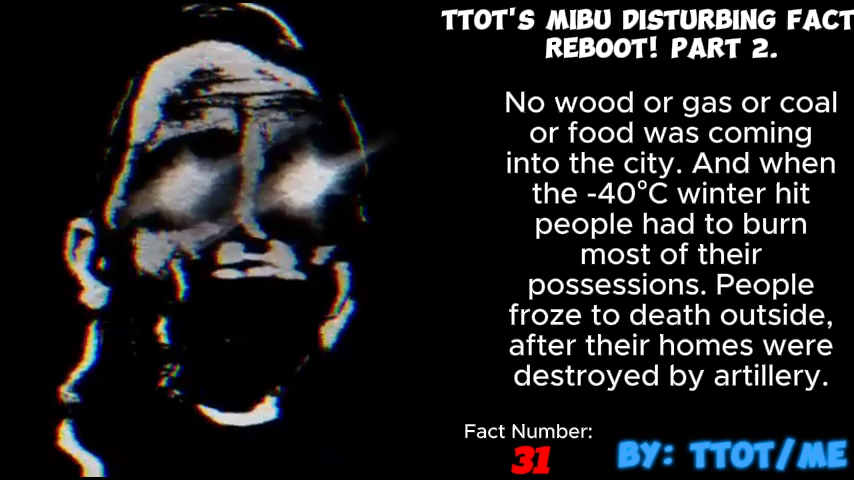 TTOT'S MIBU DISTURBING FACT
REBOOT! PART 2.
No wood or gas or coal
or food was coming
into the city. And when
the -40°C winter hit
people had to burn
most of their
possessions. People
froze to death outside,
after their homes were
destroyed by artillery.
Fact Number:
31
BY: TTOT/ME